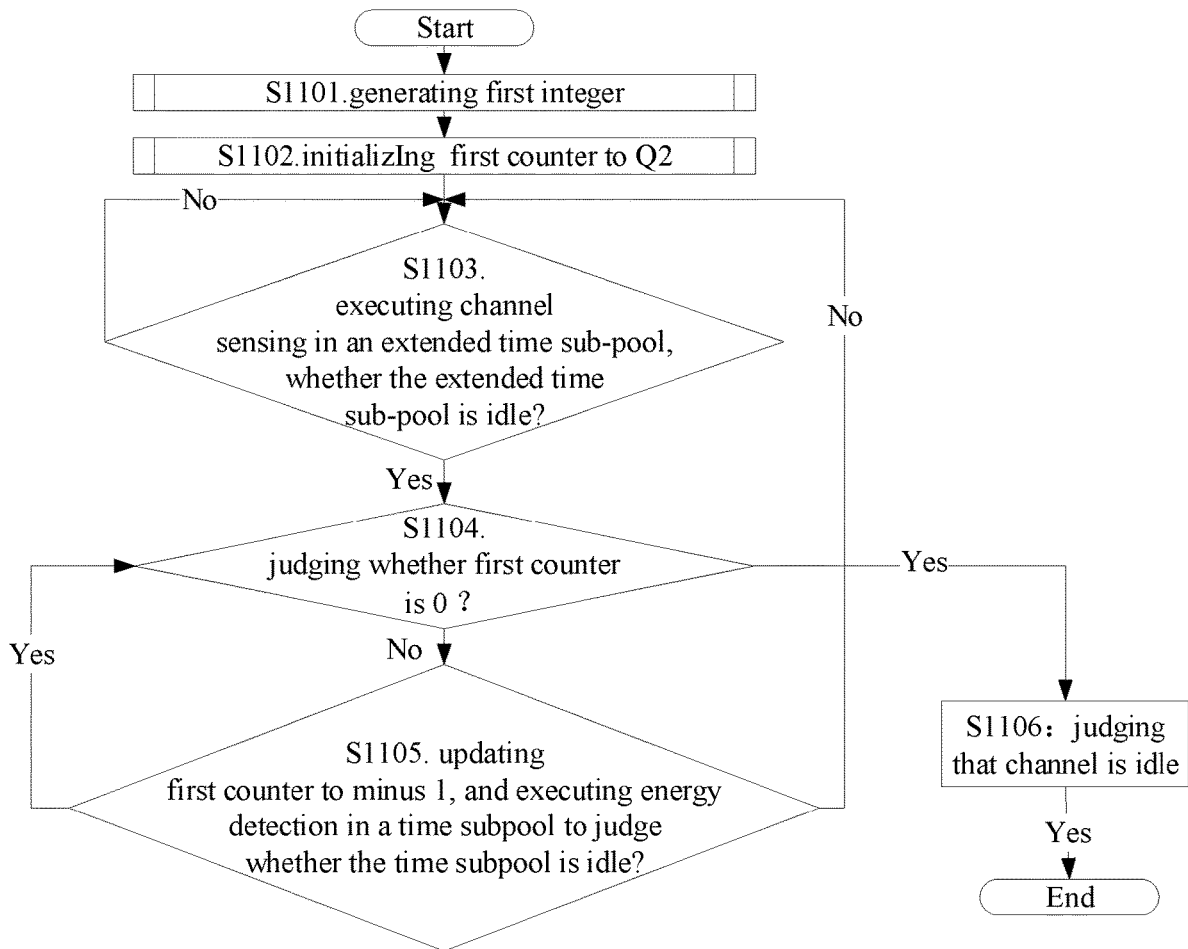 Start
S1101.generating first integer
S1102.initializIng first counter to Q2
No
S1103.
executing channel
sensing in an extended time sub-pool,
whether the extended time
sub-pool is idle?
No
Yes
S1104.
judging whether first counter
is 0 ?
Yes
No
Yes
S1105. updating
first counter to minus 1, and executing energy
detection in a time subpool to judge
whether the time subpool is idle?
S1106: judging
that channel is idle
Yes
End